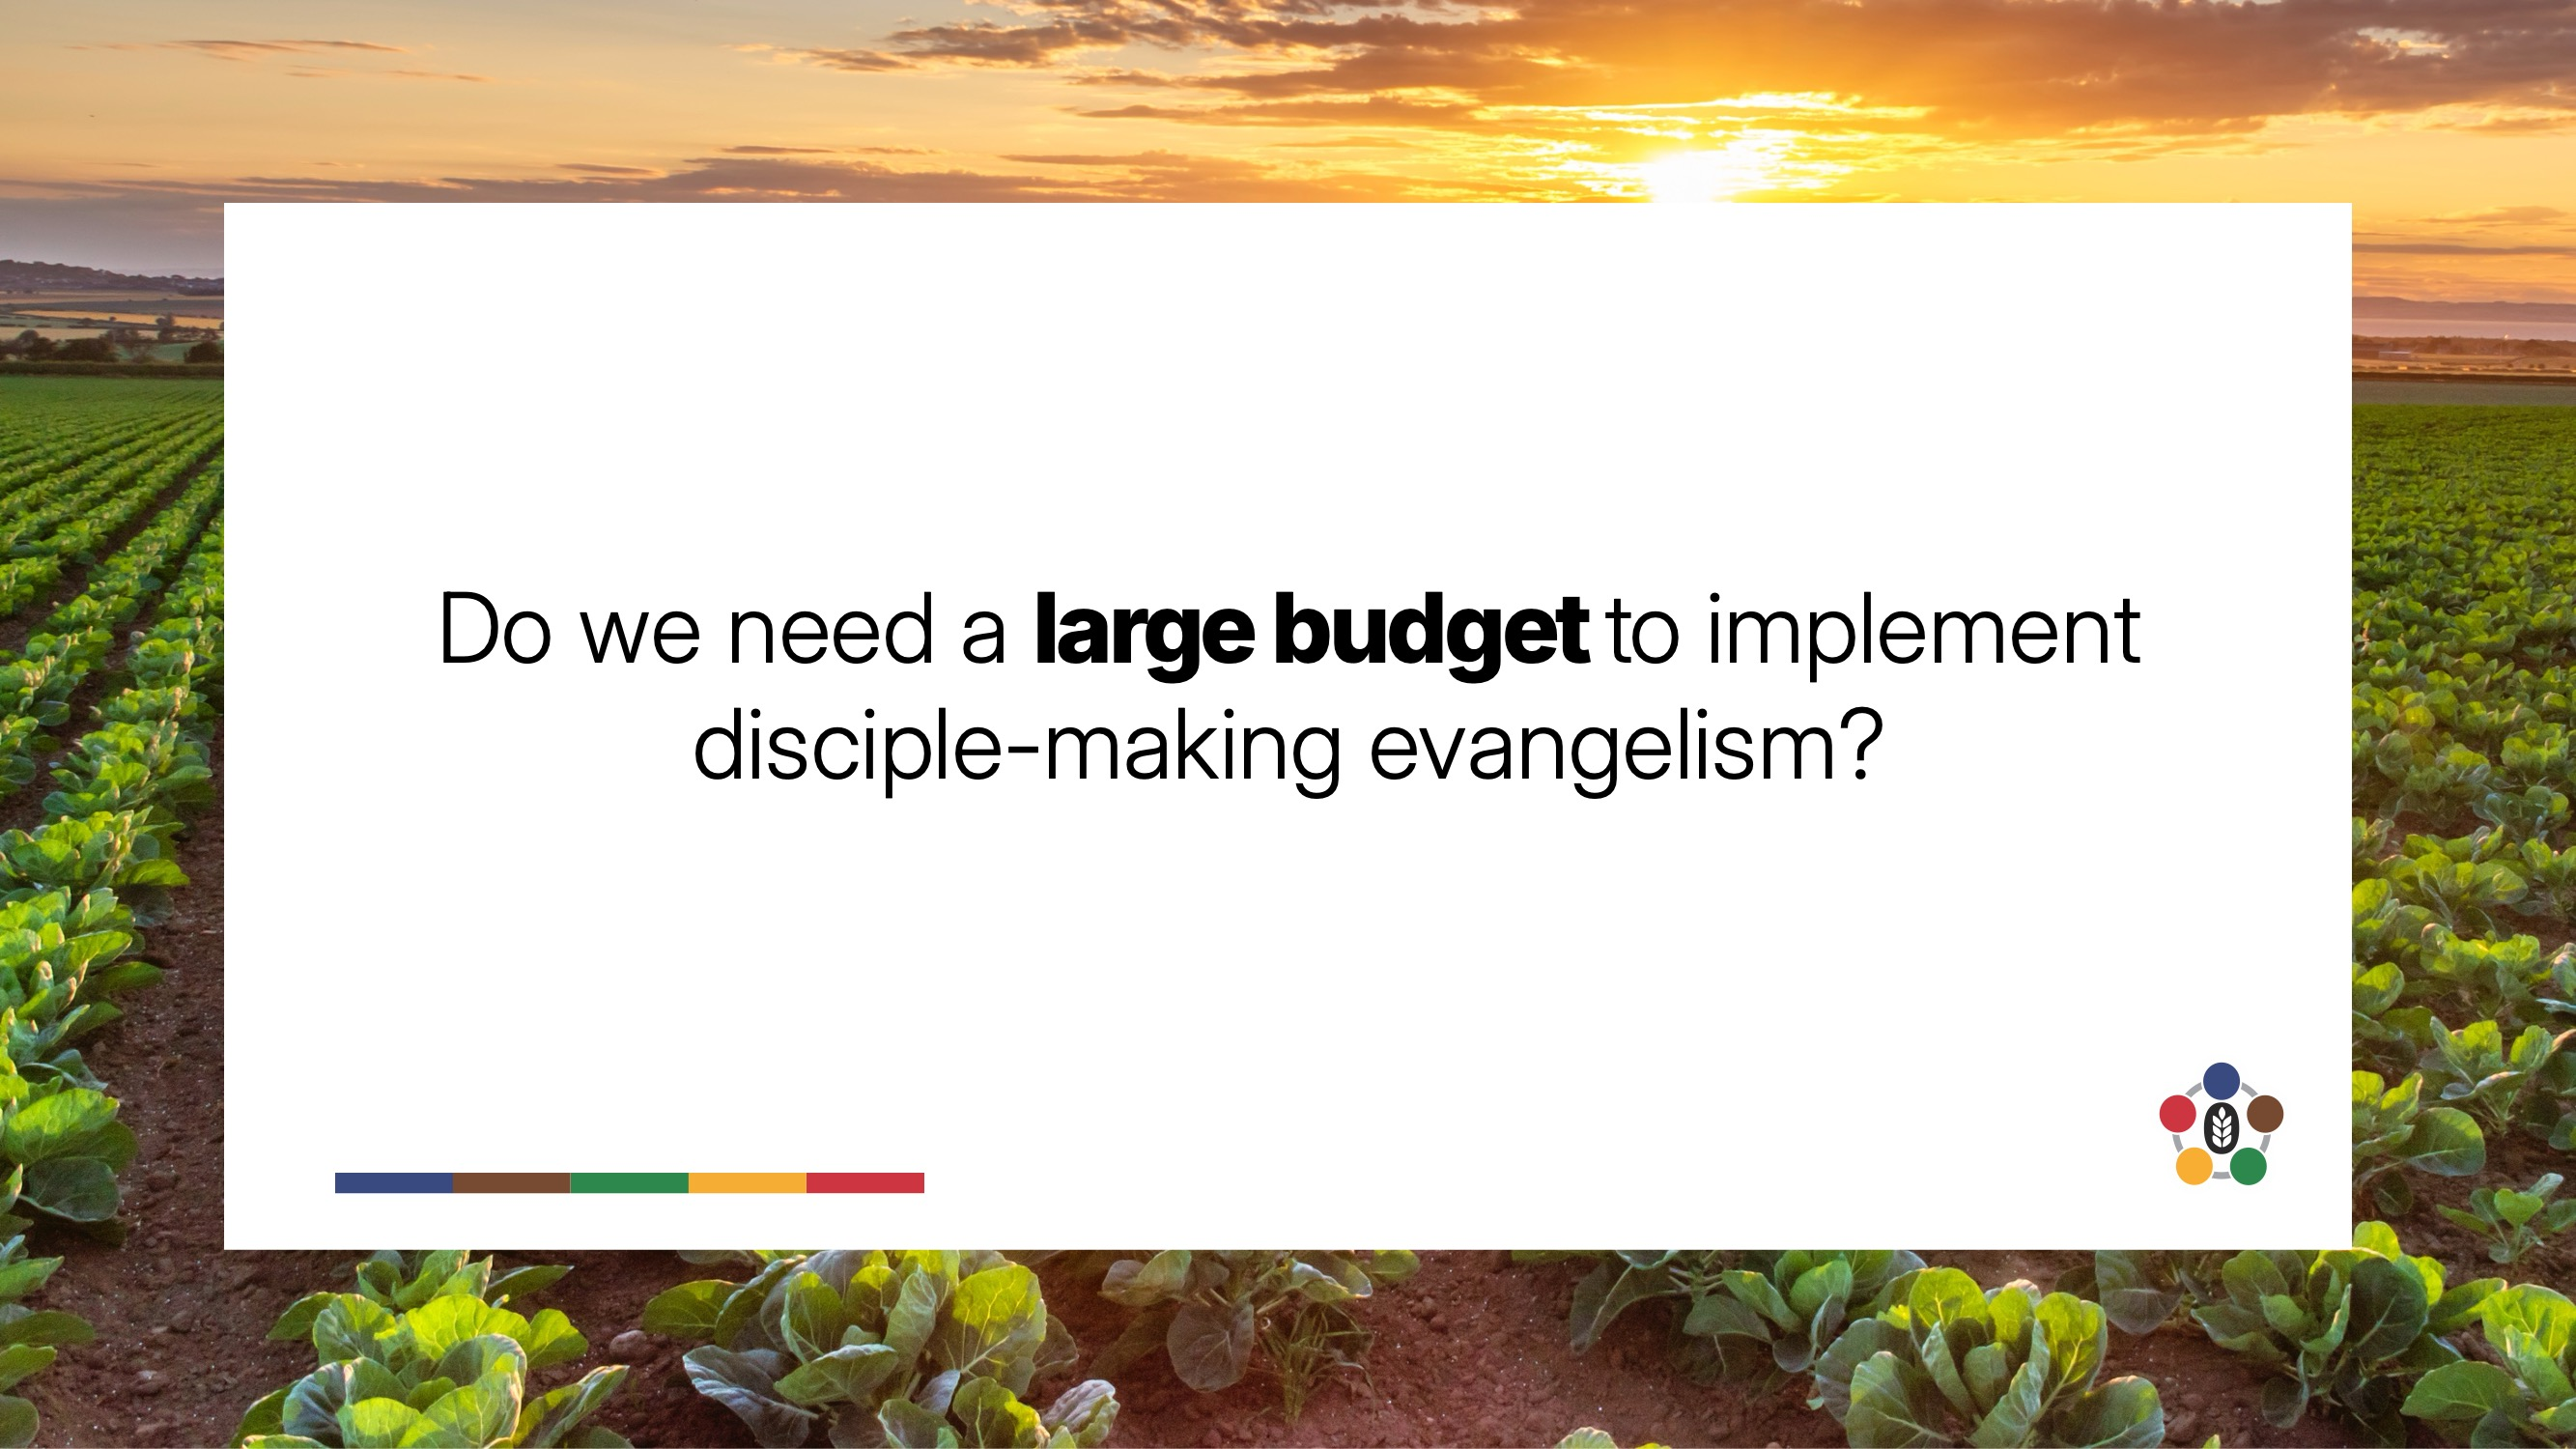 Do we need a large budget to implement
disciple-making evangelism?